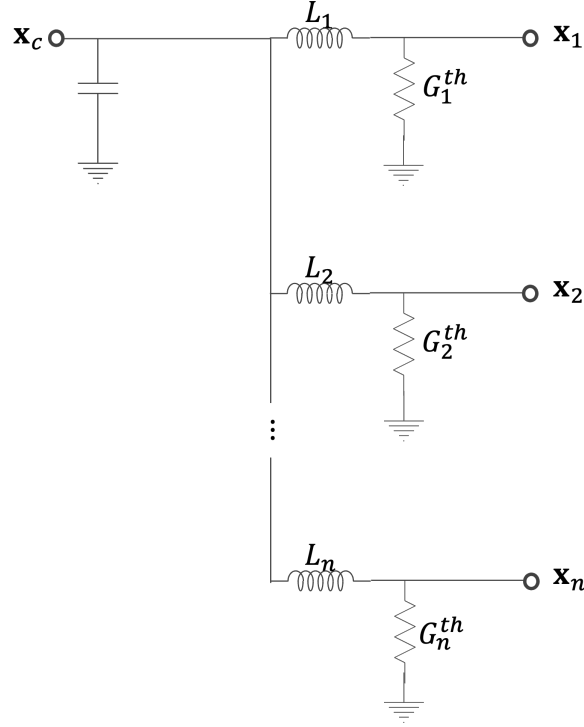 x_c
L_1
x_1
G_1^{th}
L_2
x_2
G_2^{th}
⋮
L_n
x_n
G_n^{th}